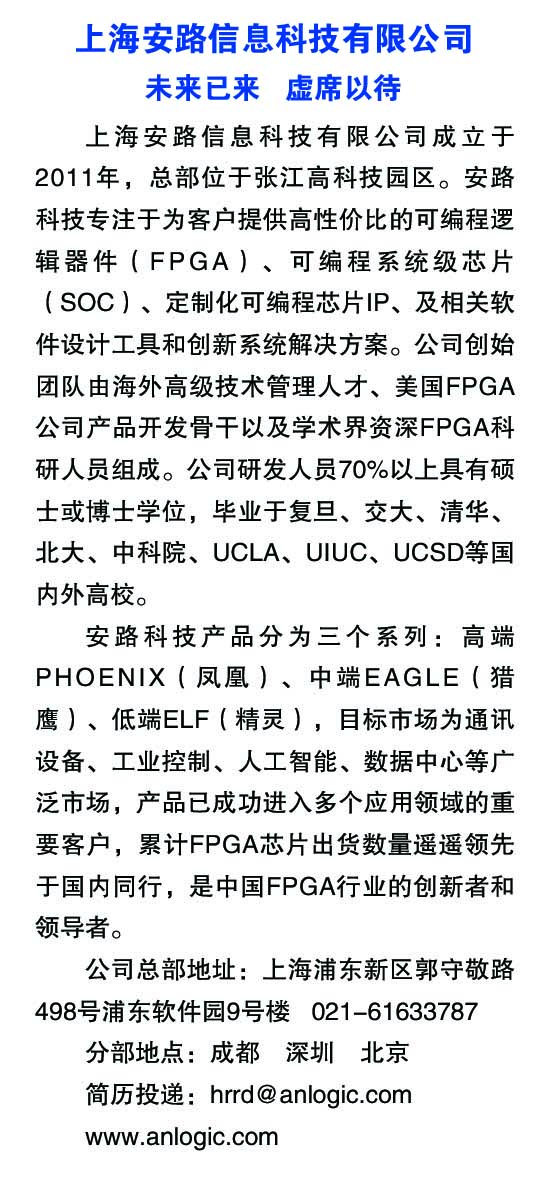 上海安路信息科技有限公司
未来已来 虚席以待
上海安路信息科技有限公司成立于
2011年，总部位于张江高科技园区。安路
科技专注于为客户提供高性价比的可编程逻
辑器件（FPGA）、可编程系统级芯片
（SOC）、定制化可编程芯片IP、及相关软
件设计工具和创新系统解决方案。公司创始
团队由海外高级技术管理人才、美国FPGA
公司产品开发骨干以及学术界资深FPGA科
研人员组成。公司研发人员70%以上具有硕
士或博士学位，毕业于复旦、交大、清华、
北大、中科院、UCLA、UIUC、UCSD等国
内外高校。
安路科技产品分为三个系列：高端
PHOENIX（凤凰）、中端EAGLE（猎
鹰）、低端ELF（精灵），目标市场为通讯
设备、工业控制、人工智能、数据中心等广
泛市场，产品已成功进入多个应用领域的重
要客户，累计FPGA芯片出货数量遥遥领先
于国内同行，是中国FPGA行业的创新者和
领导者。
公司总部地址：上海浦东新区郭守敬路
498号浦东软件园9号楼 021-61633787
分部地点：成都 深圳 北京
简历投递：hrrd@anlogic.com
www.anlogic.com